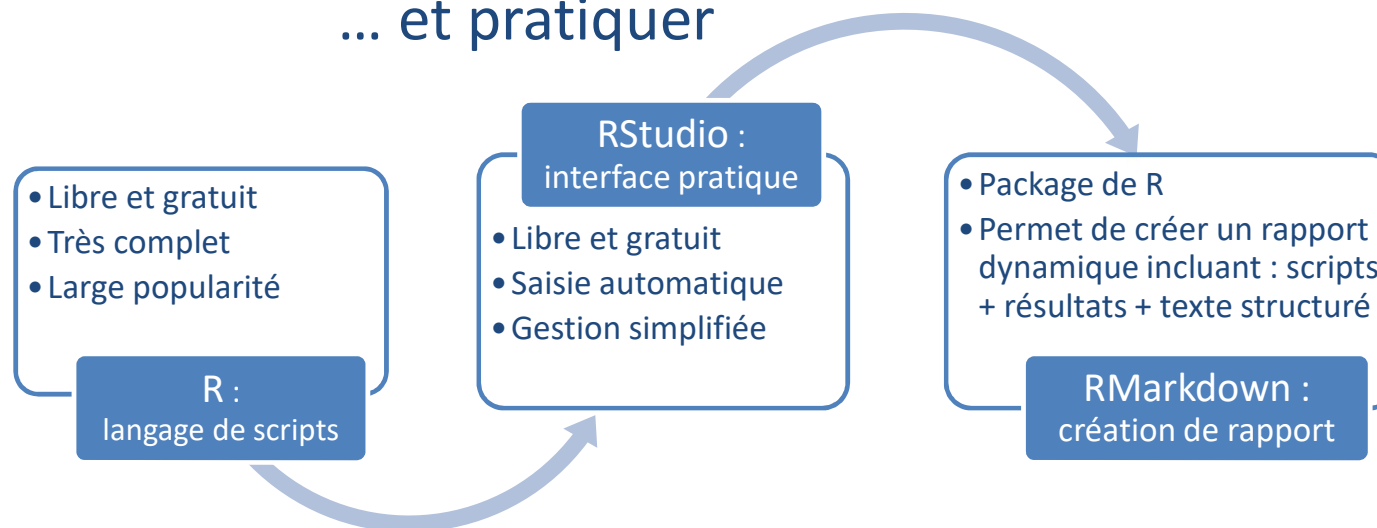 ... et pratiquer
• Libre et gratuit
• Très complet
• Large popularité
R :
langage de scripts
RStudio :
interface pratique
• Libre et gratuit
• Saisie automatique
• Gestion simplifiée
• Package de R
• Permet de créer un rapport
dynamique incluant : scripts
+ résultats + texte structuré
RMarkdown :
création de rapport